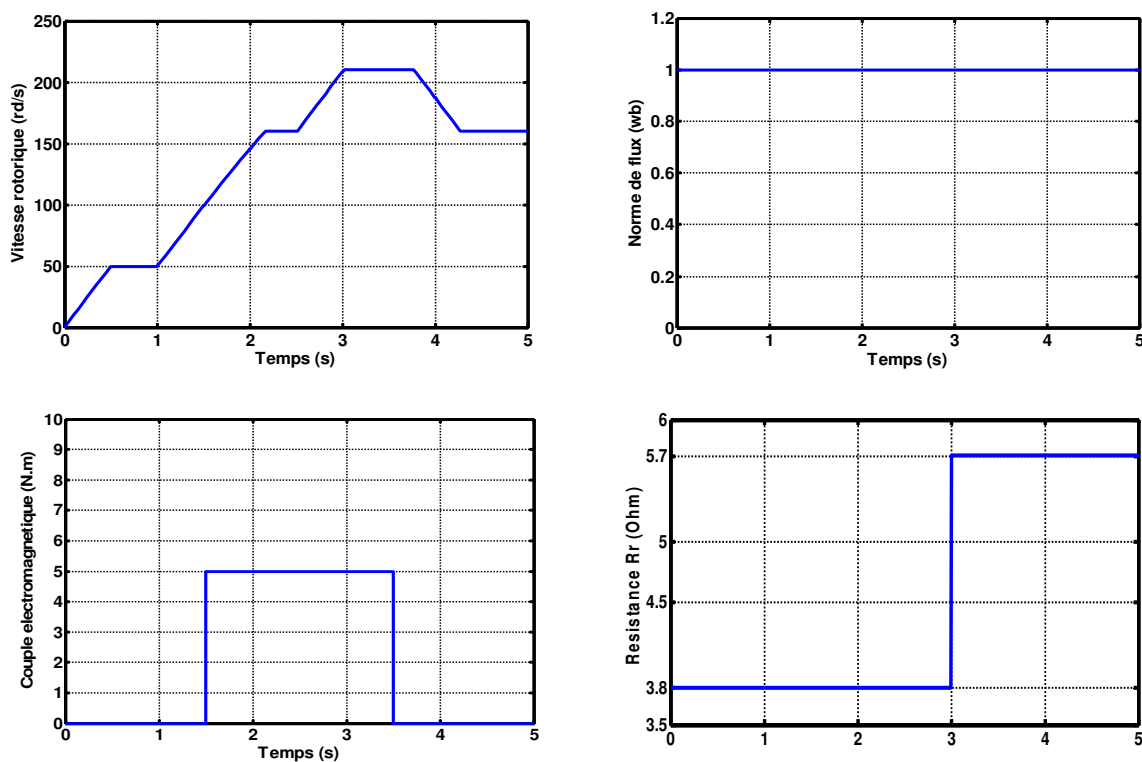 Vitesse rotorique (rd/s)
250
200
150
100
50
0
0 1 2 3 4 5
Temps (s)
Norme de flux (wb)
1.2
1
0.8
0.6
0.4
0.2
0
0 1 2 3 4 5
Temps (s)
Couple electromagnetique (N.m)
10
9
8
7
6
5
4
3
2
1
0
0 1 2 3 4 5
Temps (s)
Resistance Rr (Ohm)
6
5.7
5
4.5
3.8
3.5
0 1 2 3 4 5